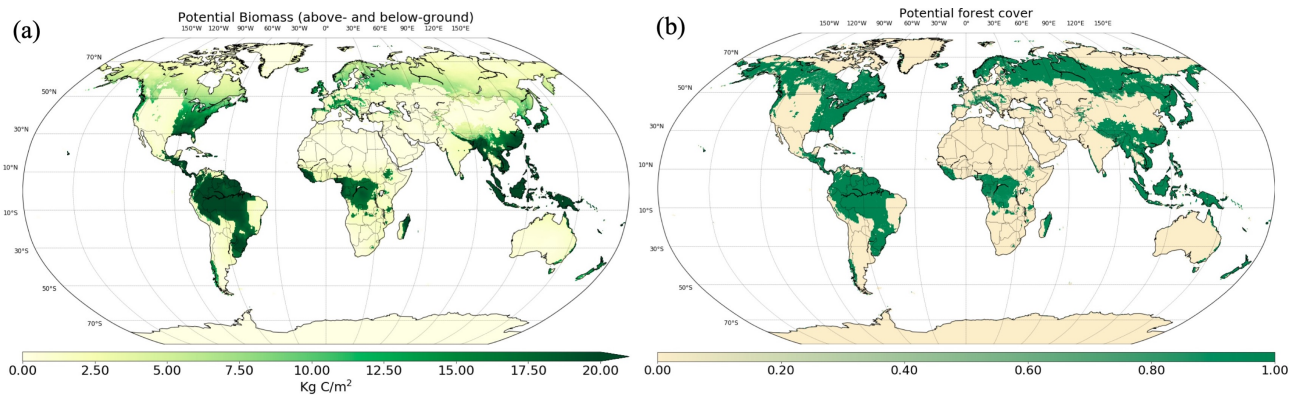 (a)
Potential Biomass (above- and below-ground)
150°W 120°W 90°W 60°W 30°W 0° 30°E 60°E 90°E 120°E 150°E
70°N
50°N
30°N
10°N
10°S
30°S
50°S
70°S
0.00 2.50 5.00 7.50 10.00 12.50 15.00 17.50 20.00
Kg C/m²
(b)
Potential forest cover
150°W 120°W 90°W 60°W 30°W 0° 30°E 60°E 90°E 120°E 150°E
70°N
50°N
30°N
10°N
10°S
30°S
50°S
70°S
0.00 0.20 0.40 0.60 0.80 1.00